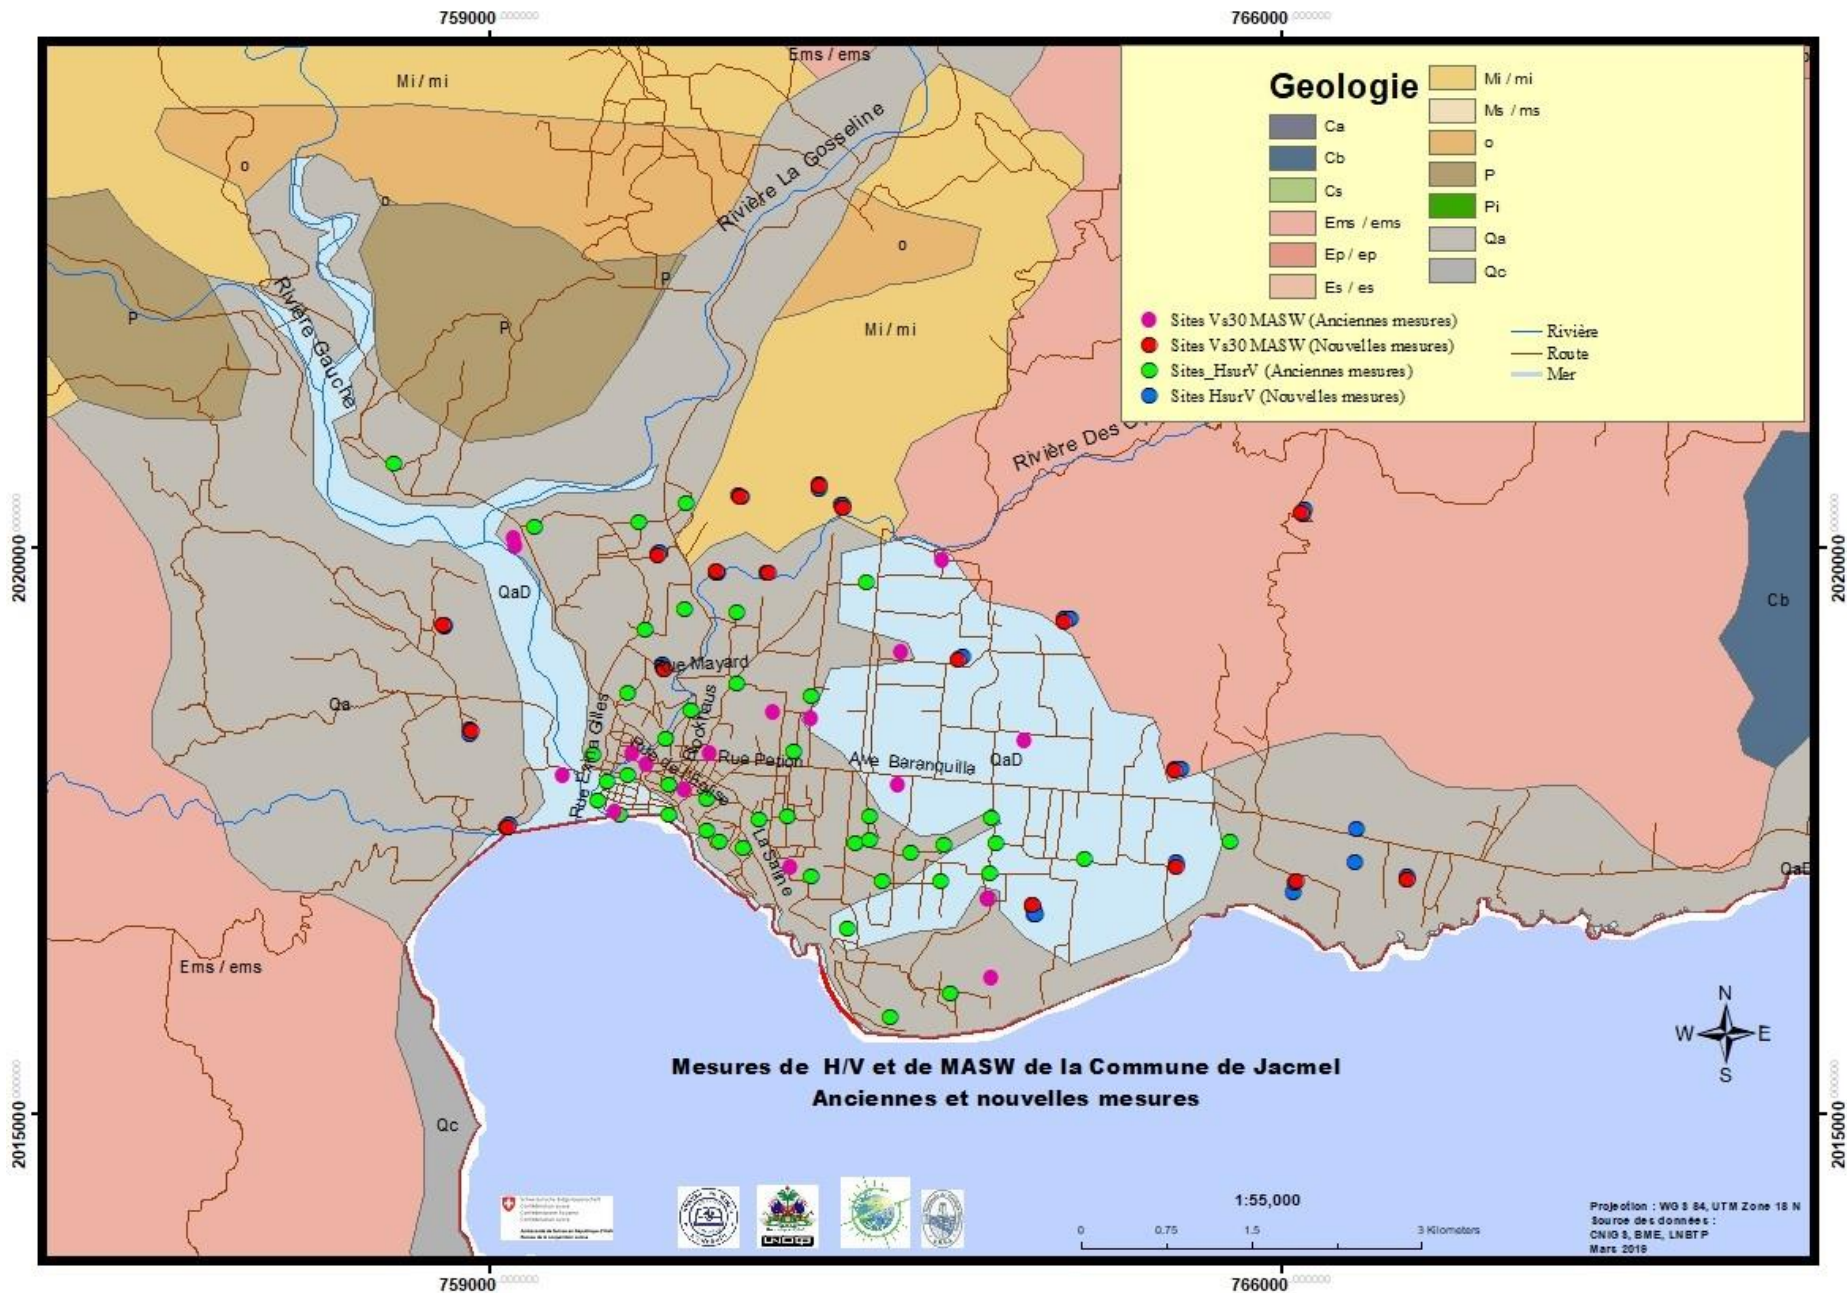 759000
766000
Geologie
Ca
Cb
Cs
Ems / ems
Ep / ep
Es / es
Mi / mi
Ms / ms
o
P
Pi
Qa
Qc
Sites Vs30 MASW (Anciennes mesures)
Sites Vs30 MASW (Nouvelles mesures)
Sites_HsurV (Anciennes mesures)
Sites HsurV (Nouvelles mesures)
Rivière
Route
Mer
Ems / ems
Mi / mi
Rivière La Gosseline
o
o
o
P
P
P
Rivière Gauche
Mi / mi
Rivière Des
2020000
2020000
QaD
Cb
Rue Mayard
Qa
Rue de l'Eglise
Rue Petion
Ave Baranquilla
QaD
La Saline
Ems / ems
Mesures de H/V et de MASW de la Commune de Jacmel
Anciennes et nouvelles mesures
N
W
E
S
2015000
2015000
Qc
1:55,000
0
0.75
1.5
3 Kilometers
Projection : WGS 84, UTM Zone 18 N
Source des données :
CNIGS, BME, LNBTP
Mars 2019
759000
766000